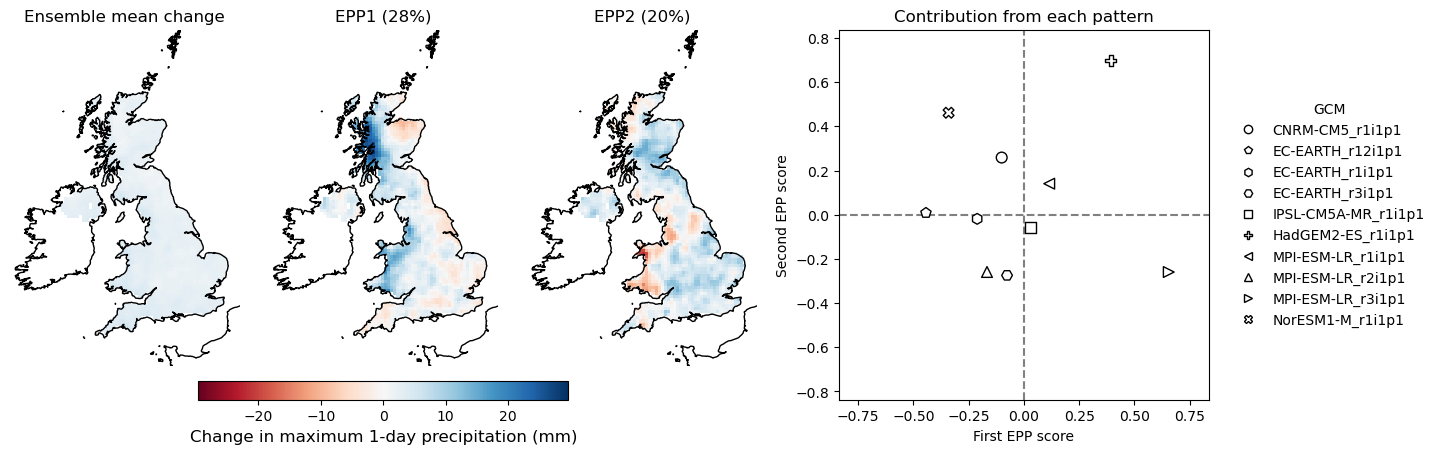 Ensemble mean change
EPP1 (28%)
EPP2 (20%)
−20 −10 0 10 20
Change in maximum 1-day precipitation (mm)
Contribution from each pattern
0.8
0.6
0.4
0.2
0.0
−0.2
−0.4
−0.6
−0.8
Second EPP score
−0.75 −0.50 −0.25 0.00 0.25 0.50 0.75
First EPP score
GCM
CNRM-CM5_r1i1p1
EC-EARTH_r12i1p1
EC-EARTH_r1i1p1
EC-EARTH_r3i1p1
IPSL-CM5A-MR_r1i1p1
HadGEM2-ES_r1i1p1
MPI-ESM-LR_r1i1p1
MPI-ESM-LR_r2i1p1
MPI-ESM-LR_r3i1p1
NorESM1-M_r1i1p1